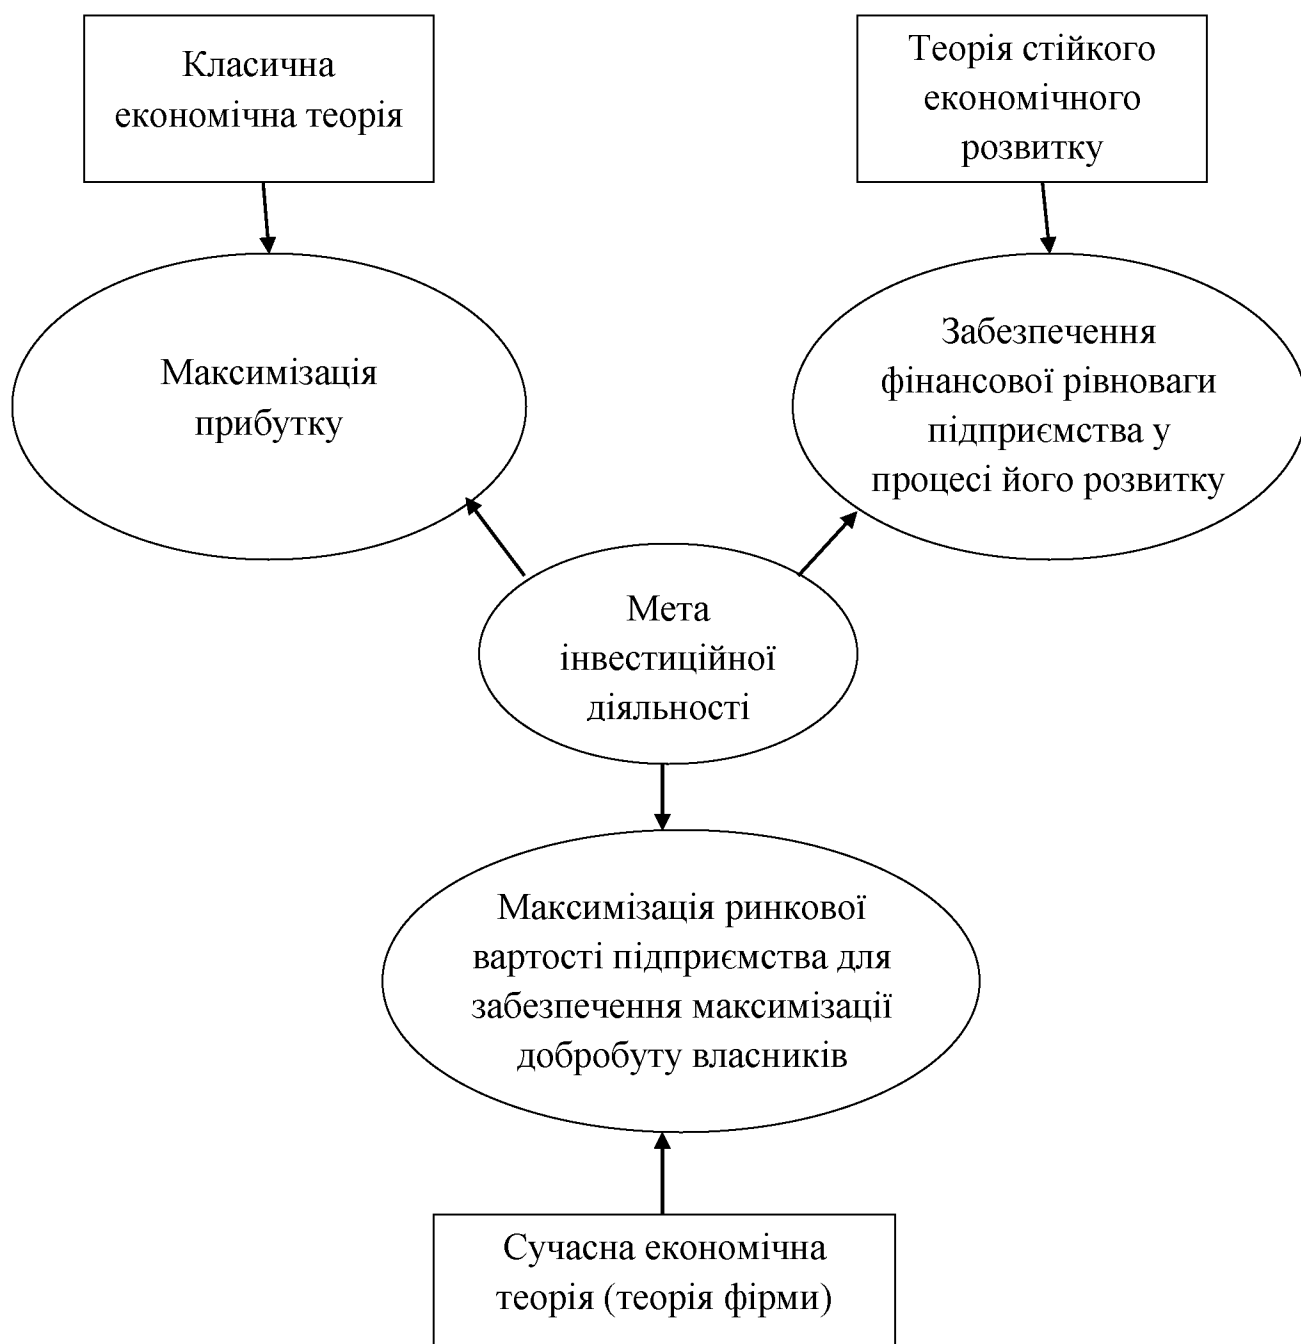 Класична
економічна теорія
Теорія стійкого
економічного
розвитку
Максимізація
прибутку
Забезпечення
фінансової рівноваги
підприємства у
процесі його розвитку
Мета
інвестиційної
діяльності
Максимізація ринкової
вартості підприємства для
забезпечення максимізації
добробуту власників
Сучасна економічна
теорія (теорія фірми)